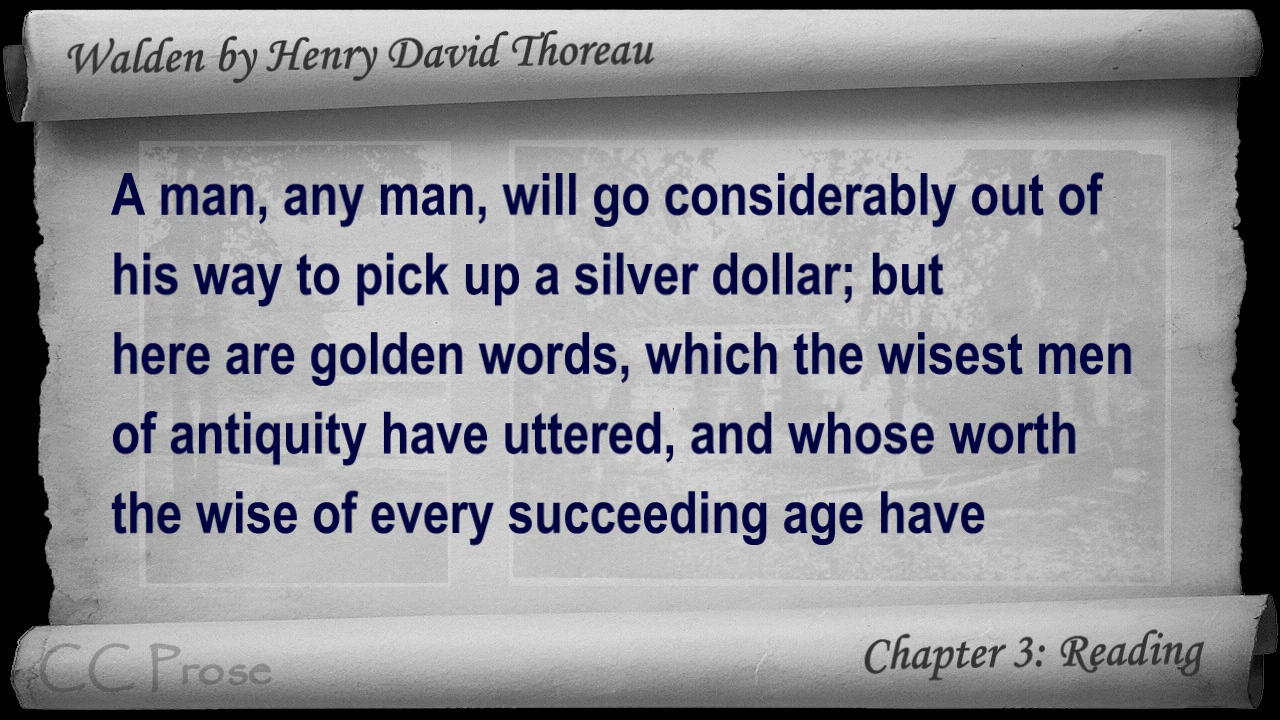 Walden by Henry David Thoreau
A man, any man, will go considerably out of
his way to pick up a silver dollar; but
here are golden words, which the wisest men
of antiquity have uttered, and whose worth
the wise of every succeeding age have
CC Prose
Chapter 3: Reading